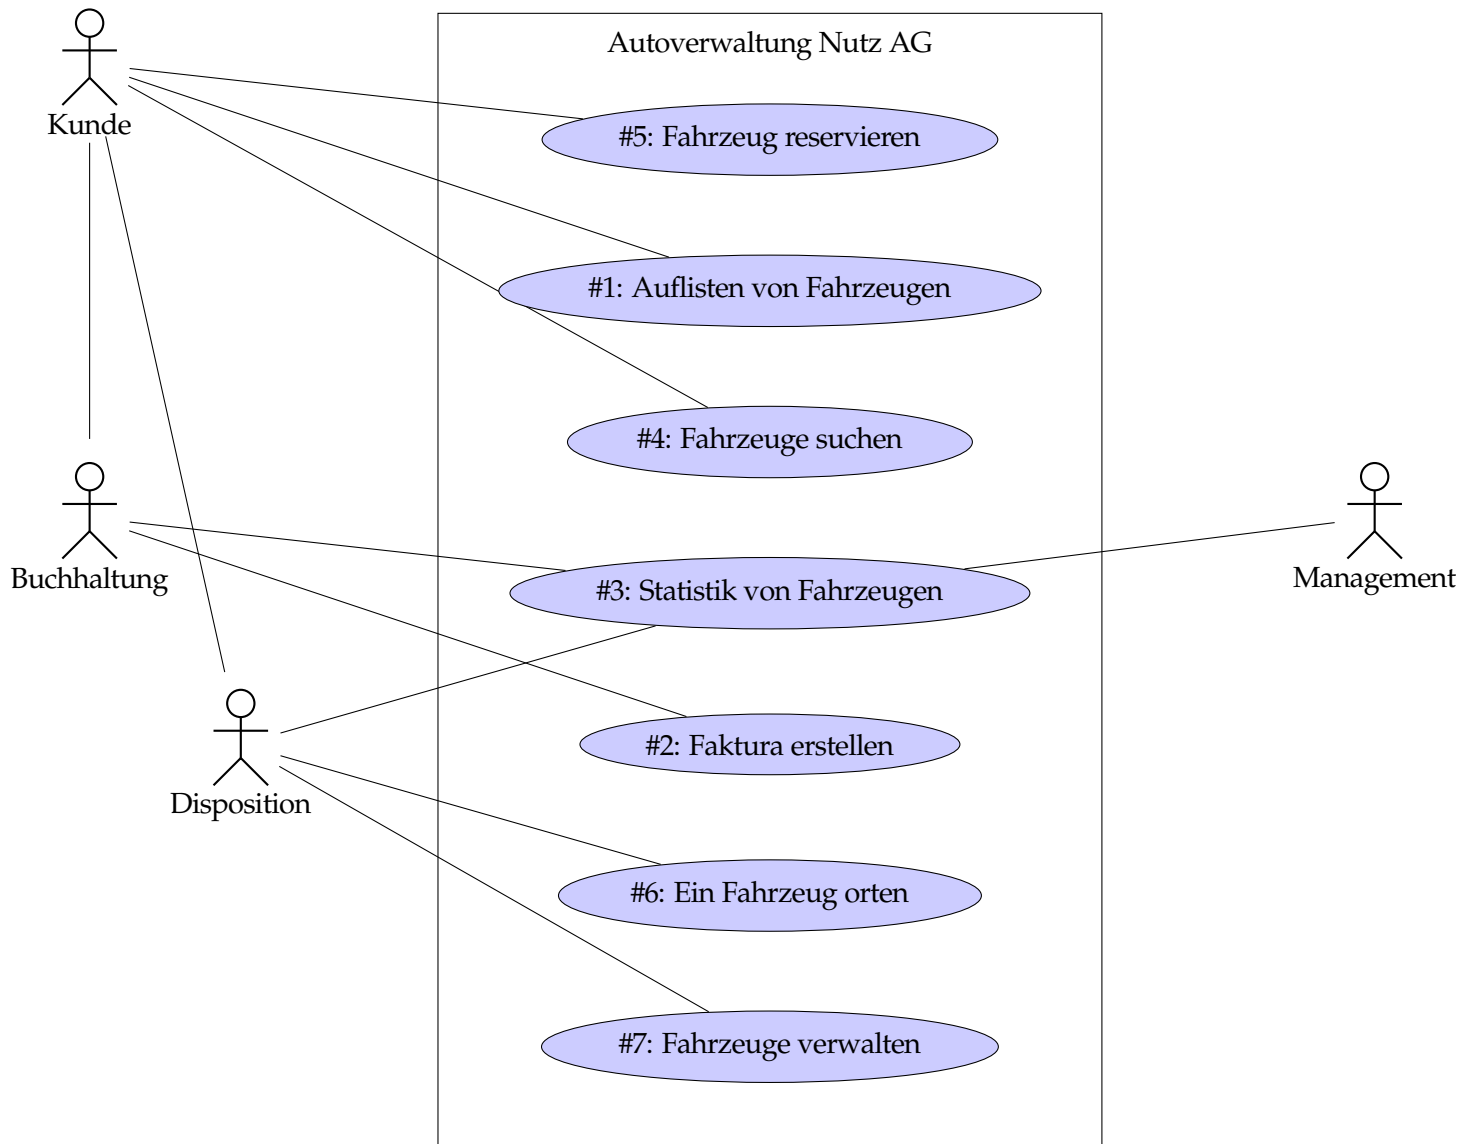 Autoverwaltung Nutz AG
Kunde
#5: Fahrzeug reservieren
#1: Auflisten von Fahrzeugen
#4: Fahrzeuge suchen
Buchhaltung
#3: Statistik von Fahrzeugen
Management
#2: Faktura erstellen
Disposition
#6: Ein Fahrzeug orten
#7: Fahrzeuge verwalten